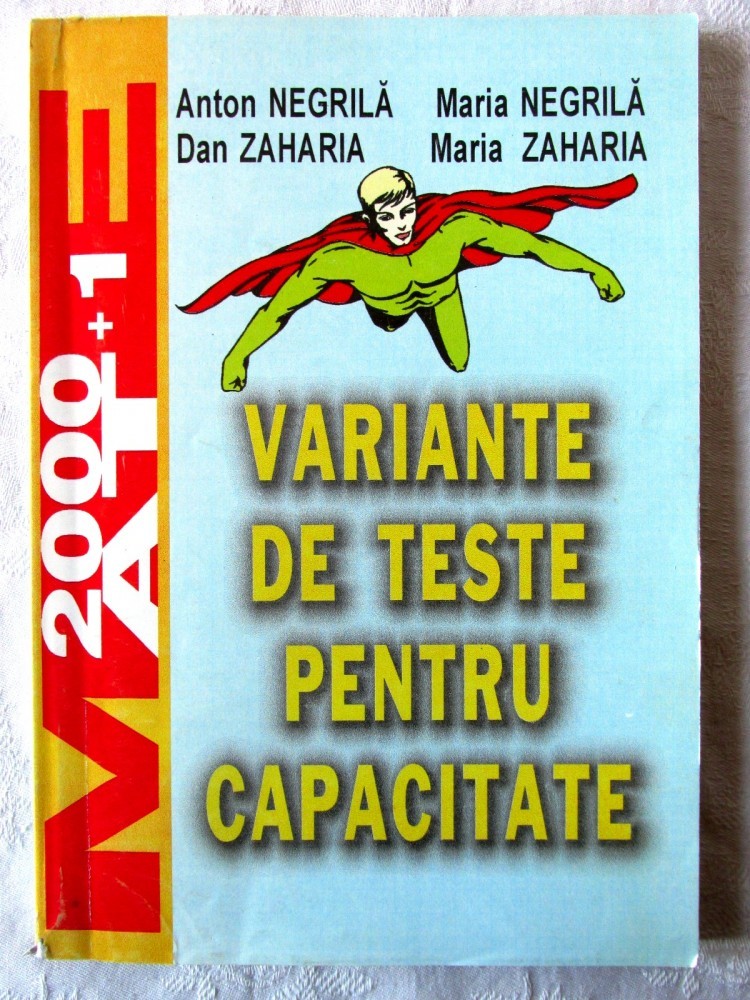 Anton NEGRILĂ Maria NEGRILĂ
Dan ZAHARIA Maria ZAHARIA
MATE
2000 + 1
VARIANTE
DE TESTE
PENTRU
CAPACITATE